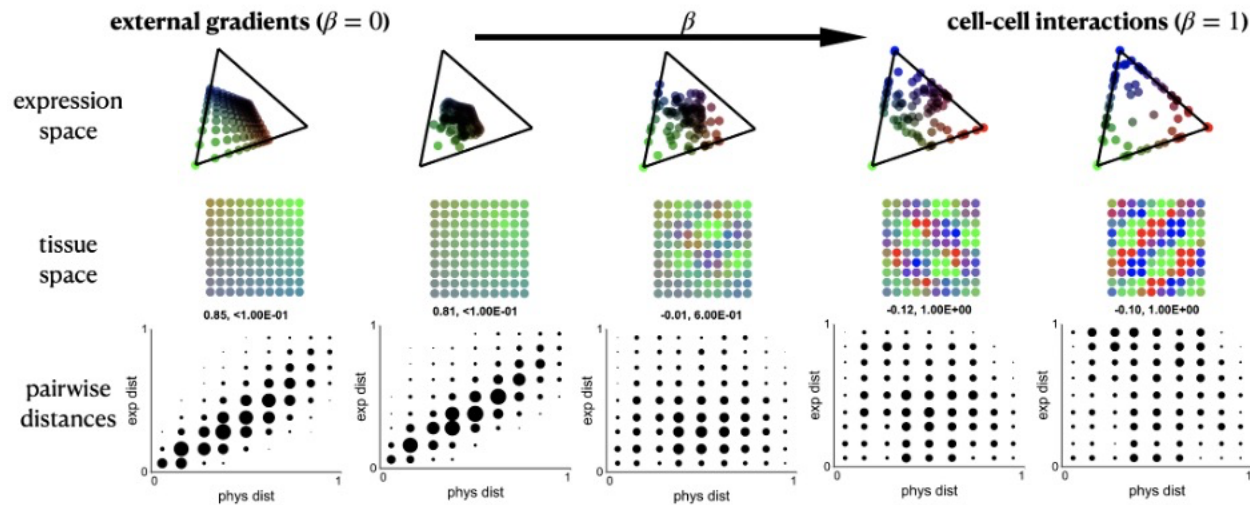 external gradients (β = 0)
β
cell-cell interactions (β = 1)
expression
space
tissue
space
0.85, <1.00E-01
0.81, <1.00E-01
-0.01, 6.00E-01
-0.12, 1.00E+00
-0.10, 1.00E+00
pairwise
distances
1
exp dist
0
phys dist
1
1
exp dist
0
phys dist
1
1
exp dist
0
phys dist
1
1
exp dist
0
phys dist
1
1
exp dist
0
phys dist
1